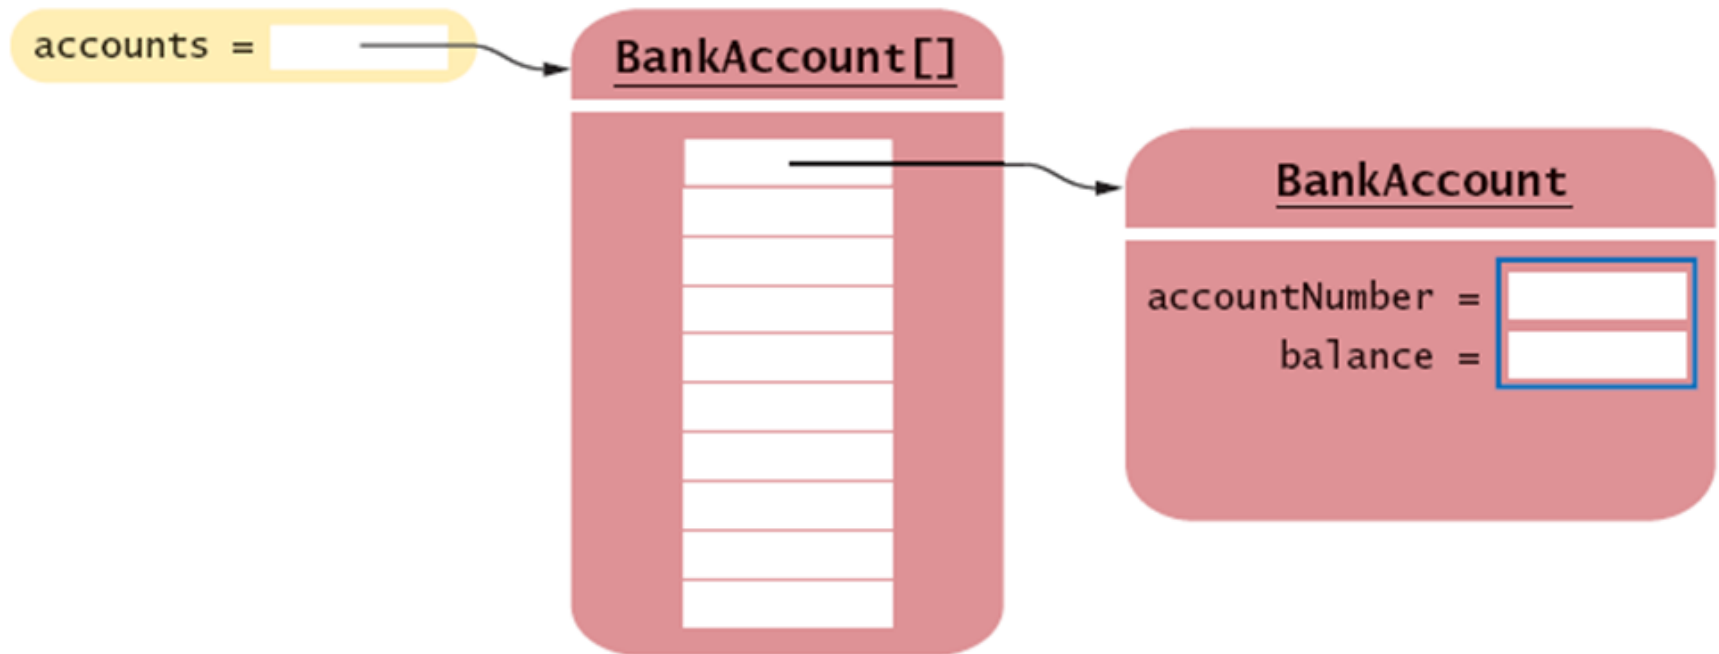 accounts =
BankAccount[]
BankAccount
accountNumber =
balance =